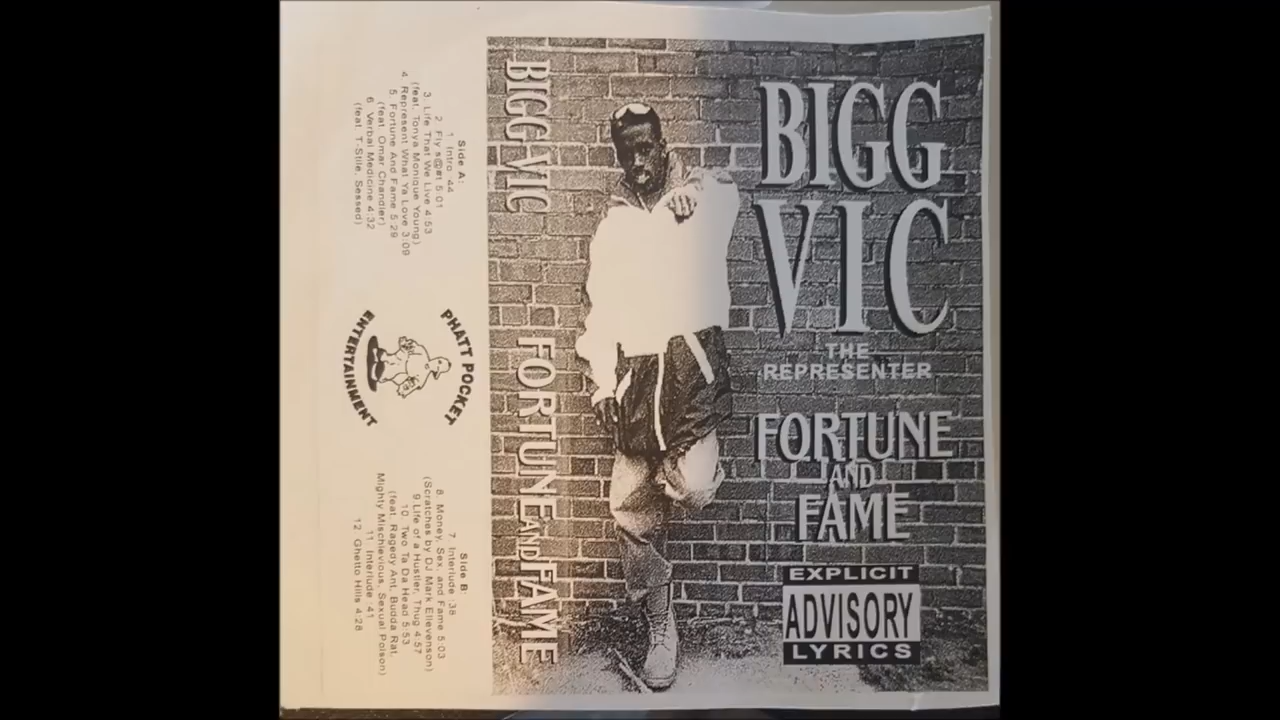 BIGG
VIC
THE
REPRESENTER
FORTUNE
AND
FAME
EXPLICIT
ADVISORY
LYRICS
BIGG VIC FORTUNE AND FAME
Side A:
1. Intro :44
2. Fly s@#t 5:01
3. Life That We Live 4:53
(feat. Tonya Monique Young)
4. Represent What Ya Love 3:09
5. Fortune And Fame 5:29
(feat. Omar Chandler)
6. Verbal Medicine 4:32
(feat. T-Stile, Sessed)
PHATT POCKET
ENTERTAINMENT
Side B:
7. Interlude :38
8. Money, Sex, and Fame 5:03
(Scratches by DJ Mark Ellevenson)
9. Life of a Hustler, Thug 4:57
10. Two Ta Da Head 5:53
(feat. Ragedy Ant, Budda Rat,
Mighty Mischievious, Sexual Poison)
11. Interlude :41
12. Ghetto Hills 4:28